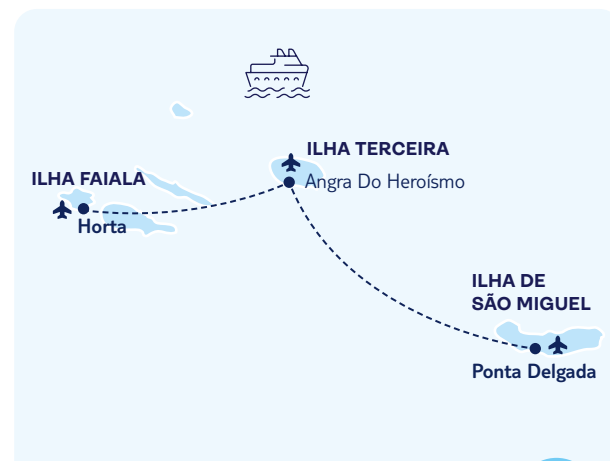 ILHA TERCEIRA
Angra Do Heroísmo
ILHA FAIALA
Horta
ILHA DE
SÃO MIGUEL
Ponta Delgada